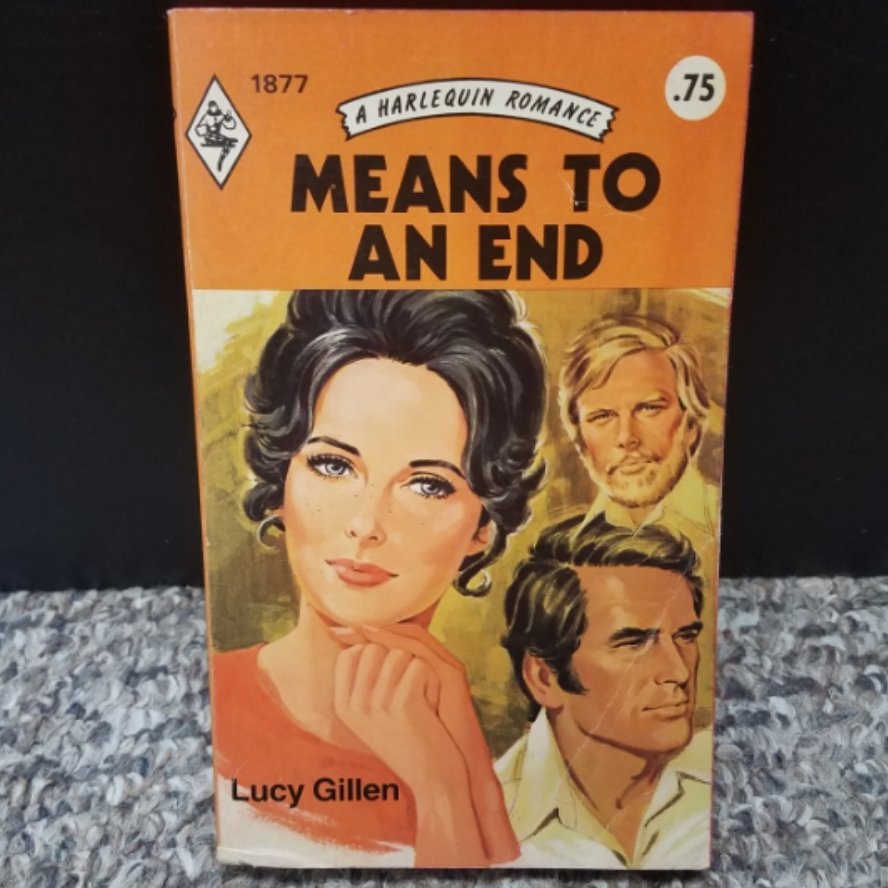 1877
A HARLEQUIN ROMANCE
.75
MEANS TO
AN END
Lucy Gillen